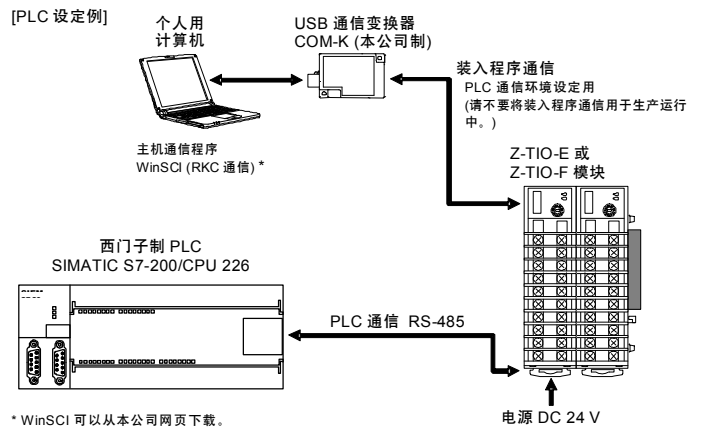 [PLC 设定例]
个人用
计算机
USB 通信变换器
COM-K (本公司制)
装入程序通信
PLC 通信环境设定用
(请不要将装入程序通信用于生产运行
中。)
主机通信程序
WinSCI (RKC 通信) *
Z-TIO-E 或
Z-TIO-F 模块
西门子制 PLC
SIMATIC S7-200/CPU 226
PLC 通信 RS-485
电源 DC 24 V
* WinSCI 可以从本公司网页下载。